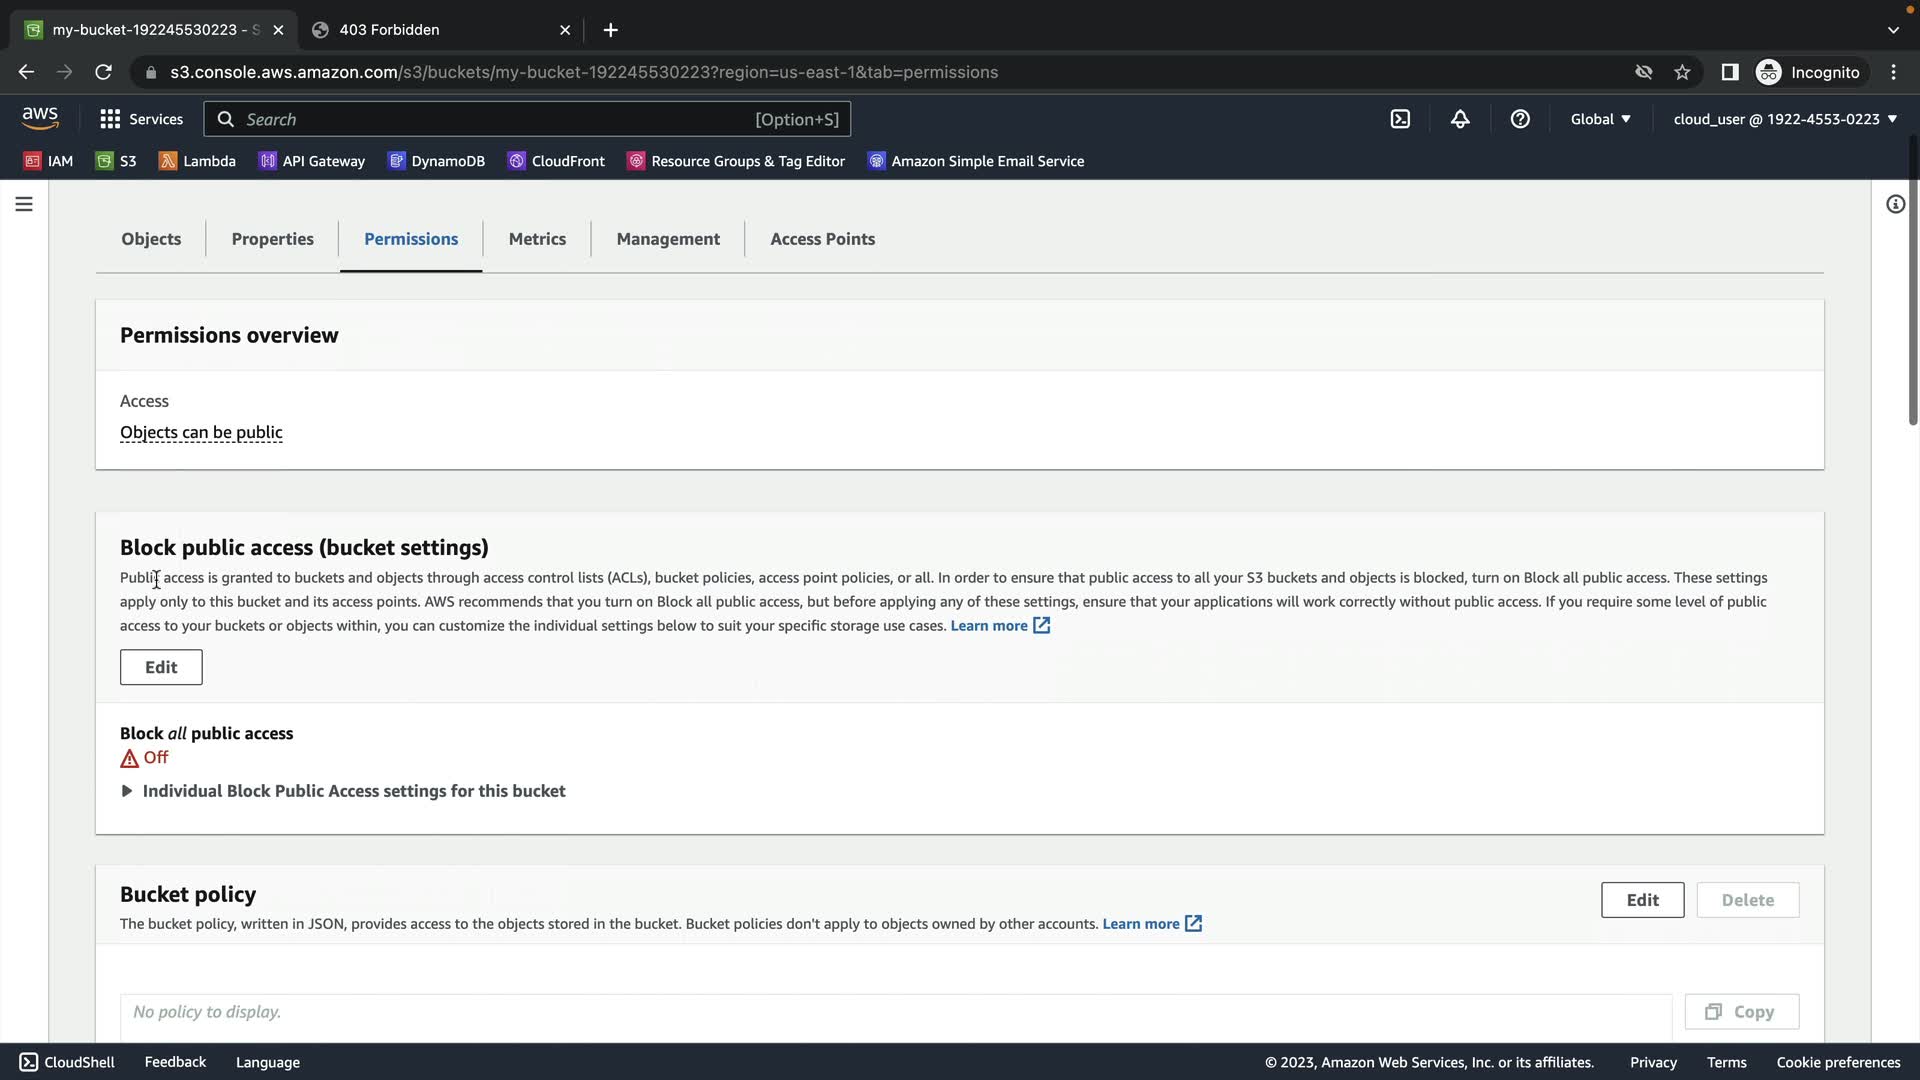 my-bucket-192245530223 - S
403 Forbidden
s3.console.aws.amazon.com/s3/buckets/my-bucket-192245530223?region=us-east-1&tab=permissions
Incognito
aws
Services
Search
[Option+S]
Global
cloud_user @ 1922-4553-0223
IAM
S3
Lambda
API Gateway
DynamoDB
CloudFront
Resource Groups & Tag Editor
Amazon Simple Email Service
Objects
Properties
Permissions
Metrics
Management
Access Points
Permissions overview
Access
Objects can be public
Block public access (bucket settings)
Public access is granted to buckets and objects through access control lists (ACLs), bucket policies, access point policies, or all. In order to ensure that public access to all your S3 buckets and objects is blocked, turn on Block all public access. These settings
apply only to this bucket and its access points. AWS recommends that you turn on Block all public access, but before applying any of these settings, ensure that your applications will work correctly without public access. If you require some level of public
access to your buckets or objects within, you can customize the individual settings below to suit your specific storage use cases. Learn more
Edit
Block all public access
Off
Individual Block Public Access settings for this bucket
Bucket policy
Edit
Delete
The bucket policy, written in JSON, provides access to the objects stored in the bucket. Bucket policies don't apply to objects owned by other accounts. Learn more
No policy to display.
Copy
CloudShell
Feedback
Language
© 2023, Amazon Web Services, Inc. or its affiliates.
Privacy
Terms
Cookie preferences